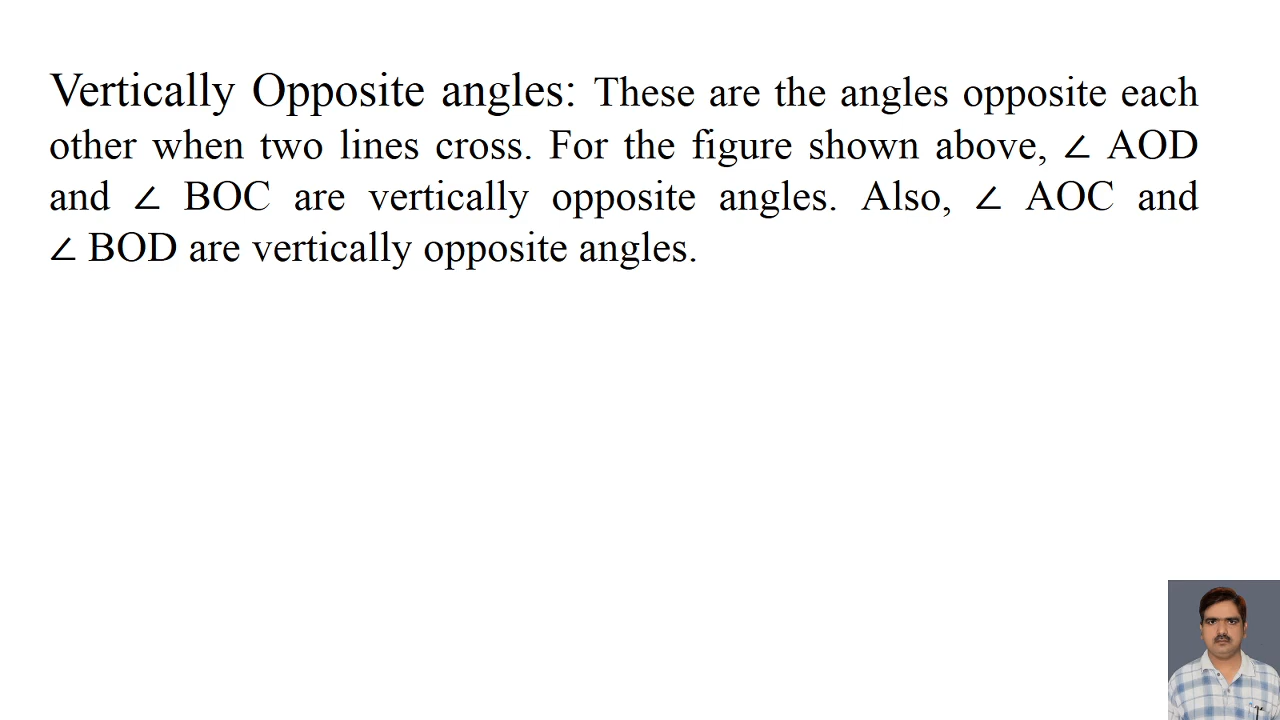 Vertically Opposite angles: These are the angles opposite each
other when two lines cross. For the figure shown above, ∠ AOD
and ∠ BOC are vertically opposite angles. Also, ∠ AOC and
∠ BOD are vertically opposite angles.